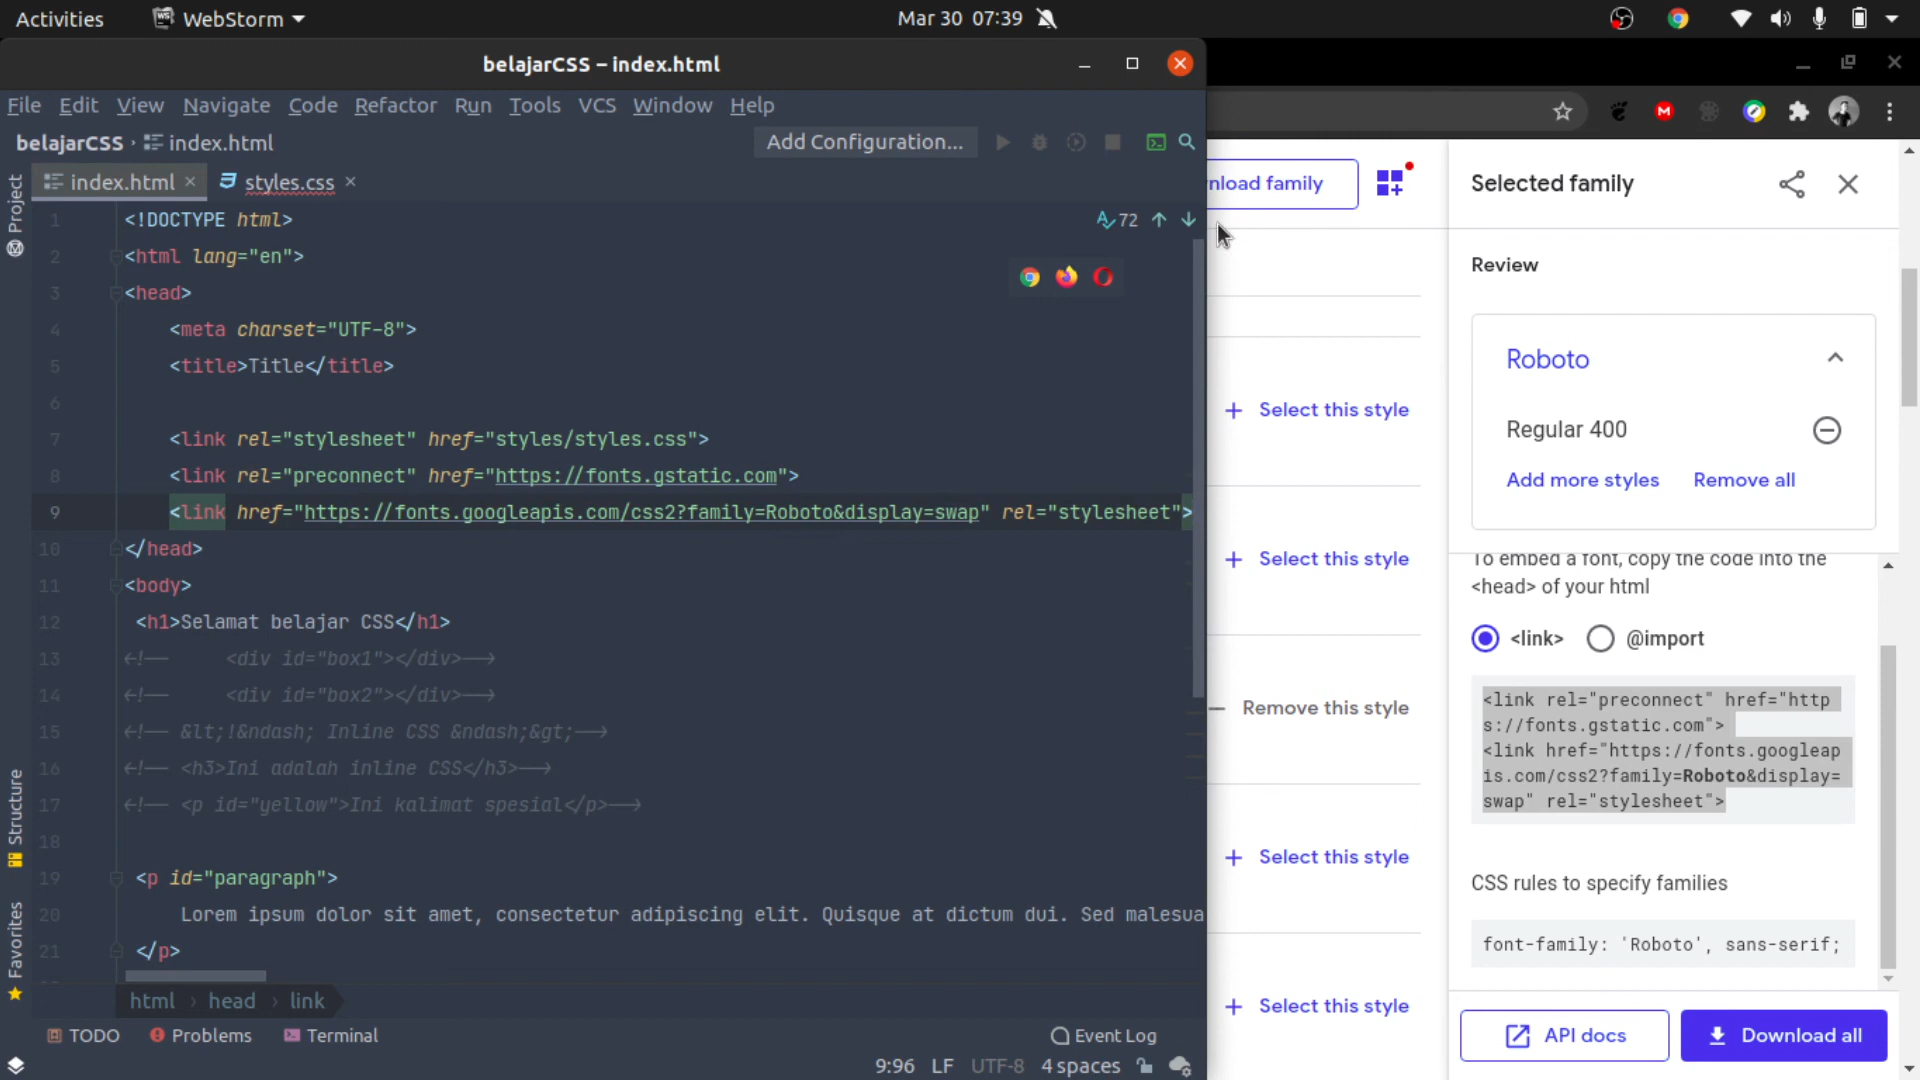 Activities
WebStorm
Mar 30 07:39
belajarCSS – index.html
File Edit View Navigate Code Refactor Run Tools VCS Window Help
belajarCSS › index.html
Add Configuration...
index.html
styles.css
72
Project
Structure
Favorites
1 <!DOCTYPE html>
2 <html lang="en">
3 <head>
4 <meta charset="UTF-8">
5 <title>Title</title>
6
7 <link rel="stylesheet" href="styles/styles.css">
8 <link rel="preconnect" href="https://fonts.gstatic.com">
9 <link href="https://fonts.googleapis.com/css2?family=Roboto&display=swap" rel="stylesheet">
10 </head>
11 <body>
12 <h1>Selamat belajar CSS</h1>
13 <!-- <div id="box1"></div>-->
14 <!-- <div id="box2"></div>-->
15 <!-- &lt;!&ndash; Inline CSS &ndash;&gt;-->
16 <!-- <h3>Ini adalah inline CSS</h3>-->
17 <!-- <p id="yellow">Ini kalimat spesial</p>-->
18
19 <p id="paragraph">
20 Lorem ipsum dolor sit amet, consectetur adipiscing elit. Quisque at dictum dui. Sed malesua
21 </p>
html › head › link
TODO
Problems
Terminal
Event Log
9:96 LF UTF-8 4 spaces
nload family
Select this style
Select this style
Remove this style
Select this style
Select this style
Selected family
Review
Roboto
Regular 400
Add more styles
Remove all
To embed a font, copy the code into the
<head> of your html
<link>
@import
<link rel="preconnect" href="http
s://fonts.gstatic.com">
<link href="https://fonts.googleap
is.com/css2?family=Roboto&display=
swap" rel="stylesheet">
CSS rules to specify families
font-family: 'Roboto', sans-serif;
API docs
Download all